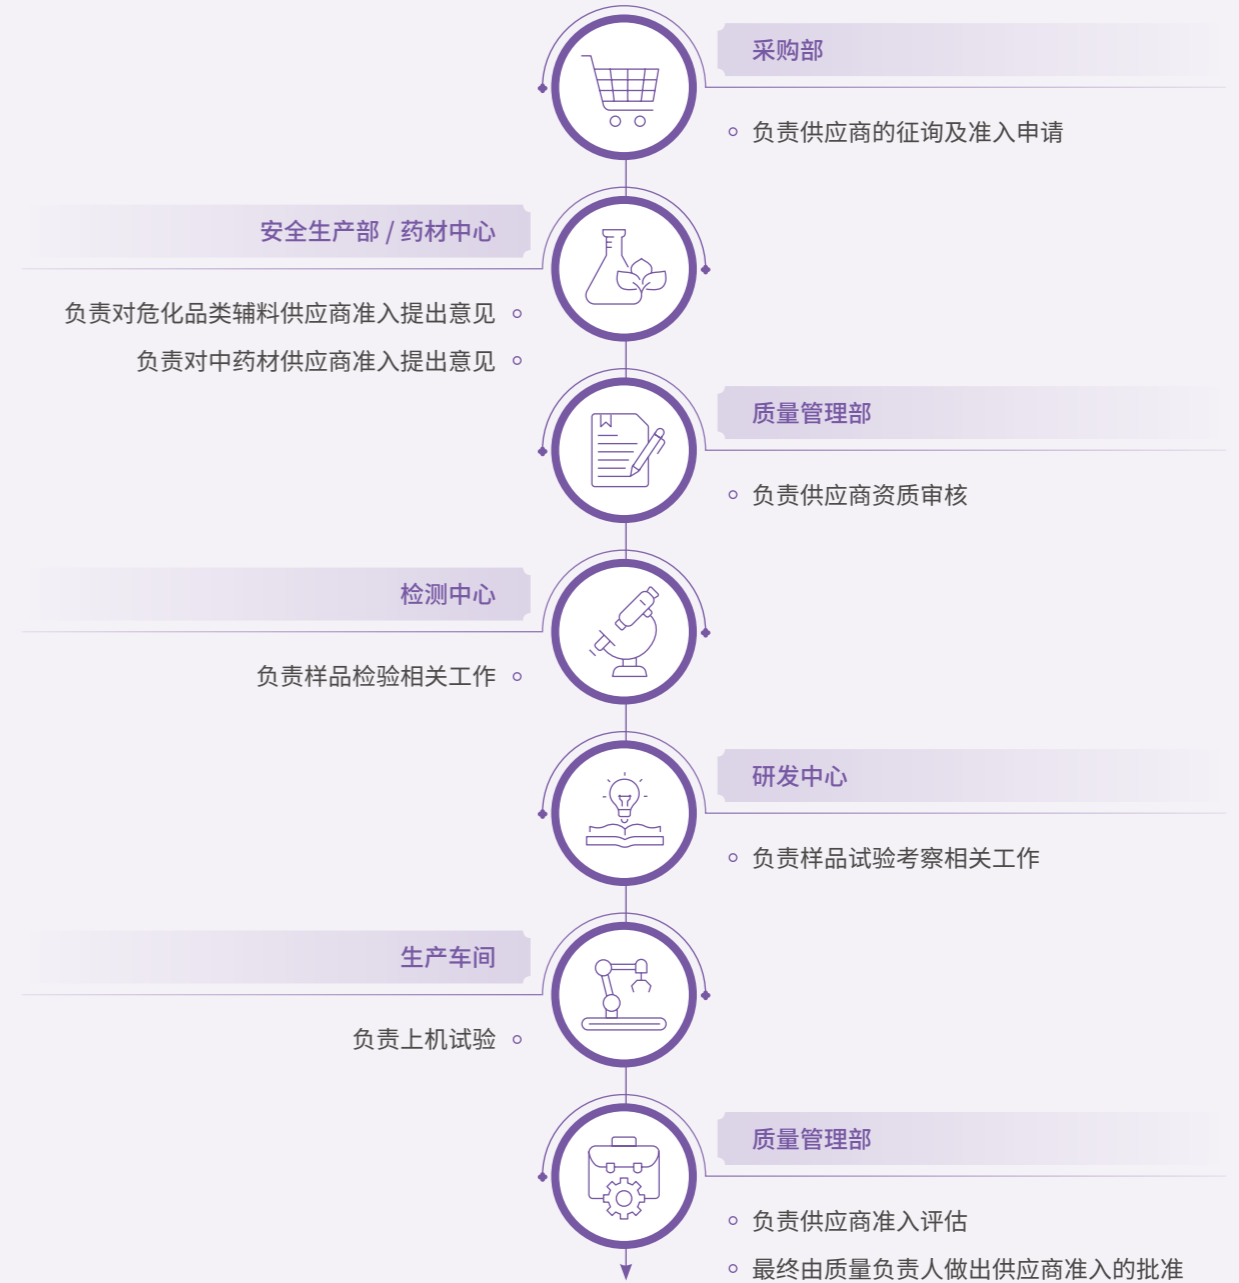 采购部
负责供应商的征询及准入申请
安全生产部 / 药材中心
负责对危化品类辅料供应商准入提出意见
负责对中药材供应商准入提出意见
质量管理部
负责供应商资质审核
检测中心
负责样品检验相关工作
研发中心
负责样品试验考察相关工作
生产车间
负责上机试验
质量管理部
负责供应商准入评估
最终由质量负责人做出供应商准入的批准